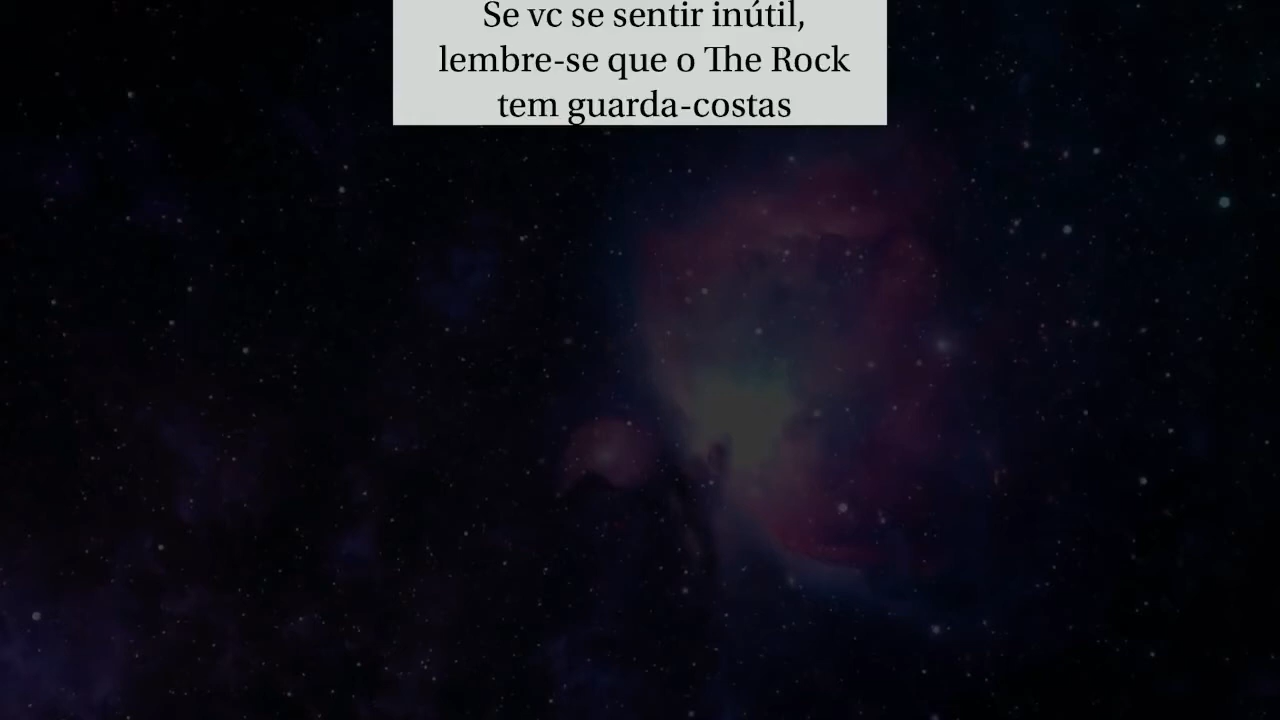 Se vc se sentir inútil,
lembre-se que o The Rock
tem guarda-costas